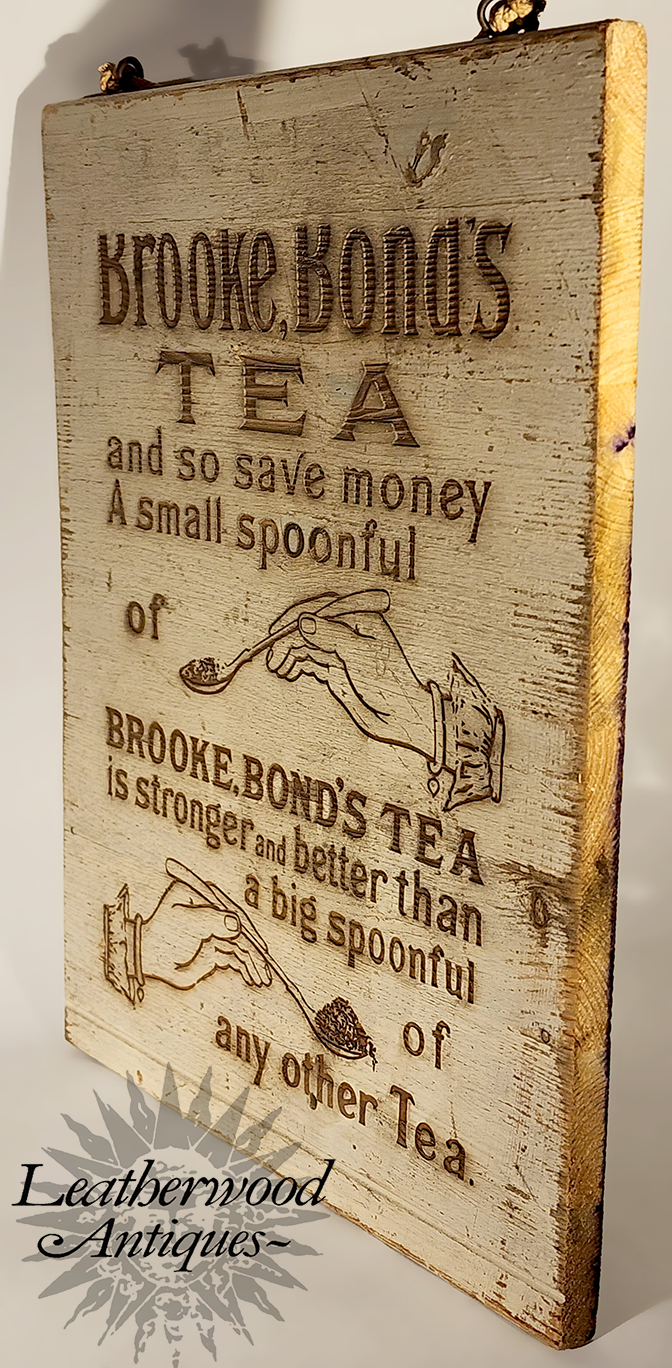 Brooke, Bond's
TEA
and so save money
A small spoonful
of
BROOKE, BOND'S TEA
is stronger and better than
a big spoonful
of
any other Tea.
Leatherwood
Antiques~